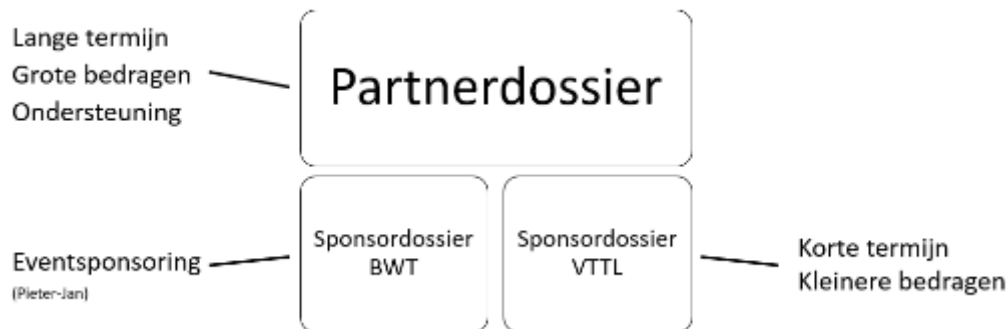 Lange termijn
Grote bedragen
Ondersteuning
Partnerdossier
Eventsponsoring
(Pieter-Jan)
Sponsordossier
BWT
Sponsordossier
VTTL
Korte termijn
Kleinere bedragen